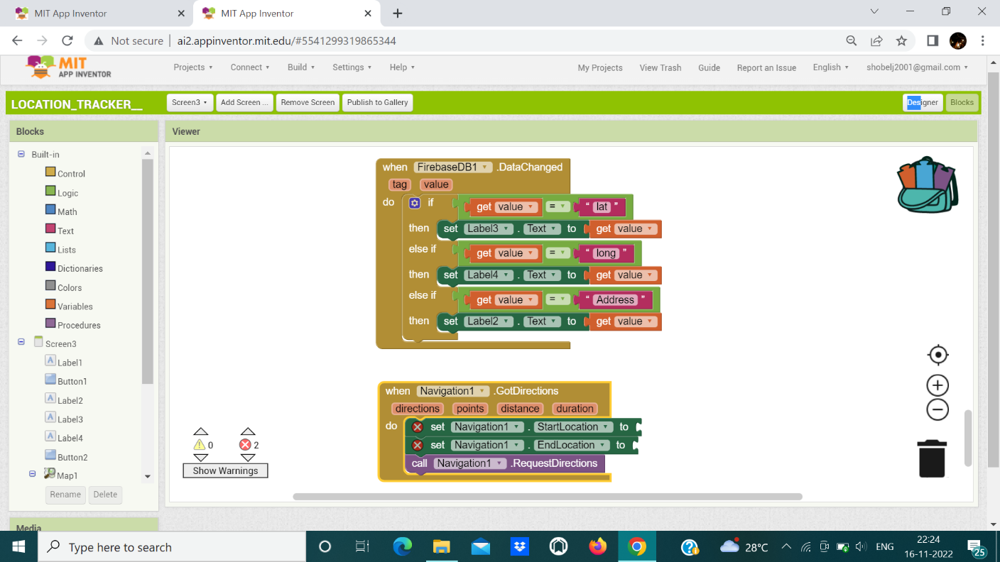 MIT App Inventor
MIT App Inventor
Not secure
ai2.appinventor.mit.edu/#5541299319865344
MIT
APP INVENTOR
Projects
Connect
Build
Settings
Help
My Projects
View Trash
Guide
Report an Issue
English
shobelj2001@gmail.com
LOCATION_TRACKER__
Screen3
Add Screen ...
Remove Screen
Publish to Gallery
Designer
Blocks
Blocks
Built-in
Control
Logic
Math
Text
Lists
Dictionaries
Colors
Variables
Procedures
Screen3
Label1
Button1
Label2
Label3
Label4
Button2
Map1
Rename
Delete
Media
Viewer
when FirebaseDB1 .DataChanged
tag value
do if get value = “ lat ”
then set Label3 . Text to get value
else if get value = “ long ”
then set Label4 . Text to get value
else if get value = “ Address ”
then set Label2 . Text to get value
when Navigation1 .GotDirections
directions points distance duration
do set Navigation1 . StartLocation to
set Navigation1 . EndLocation to
call Navigation1 .RequestDirections
0
2
Show Warnings
Type here to search
28°C
ENG
22:24
16-11-2022
25